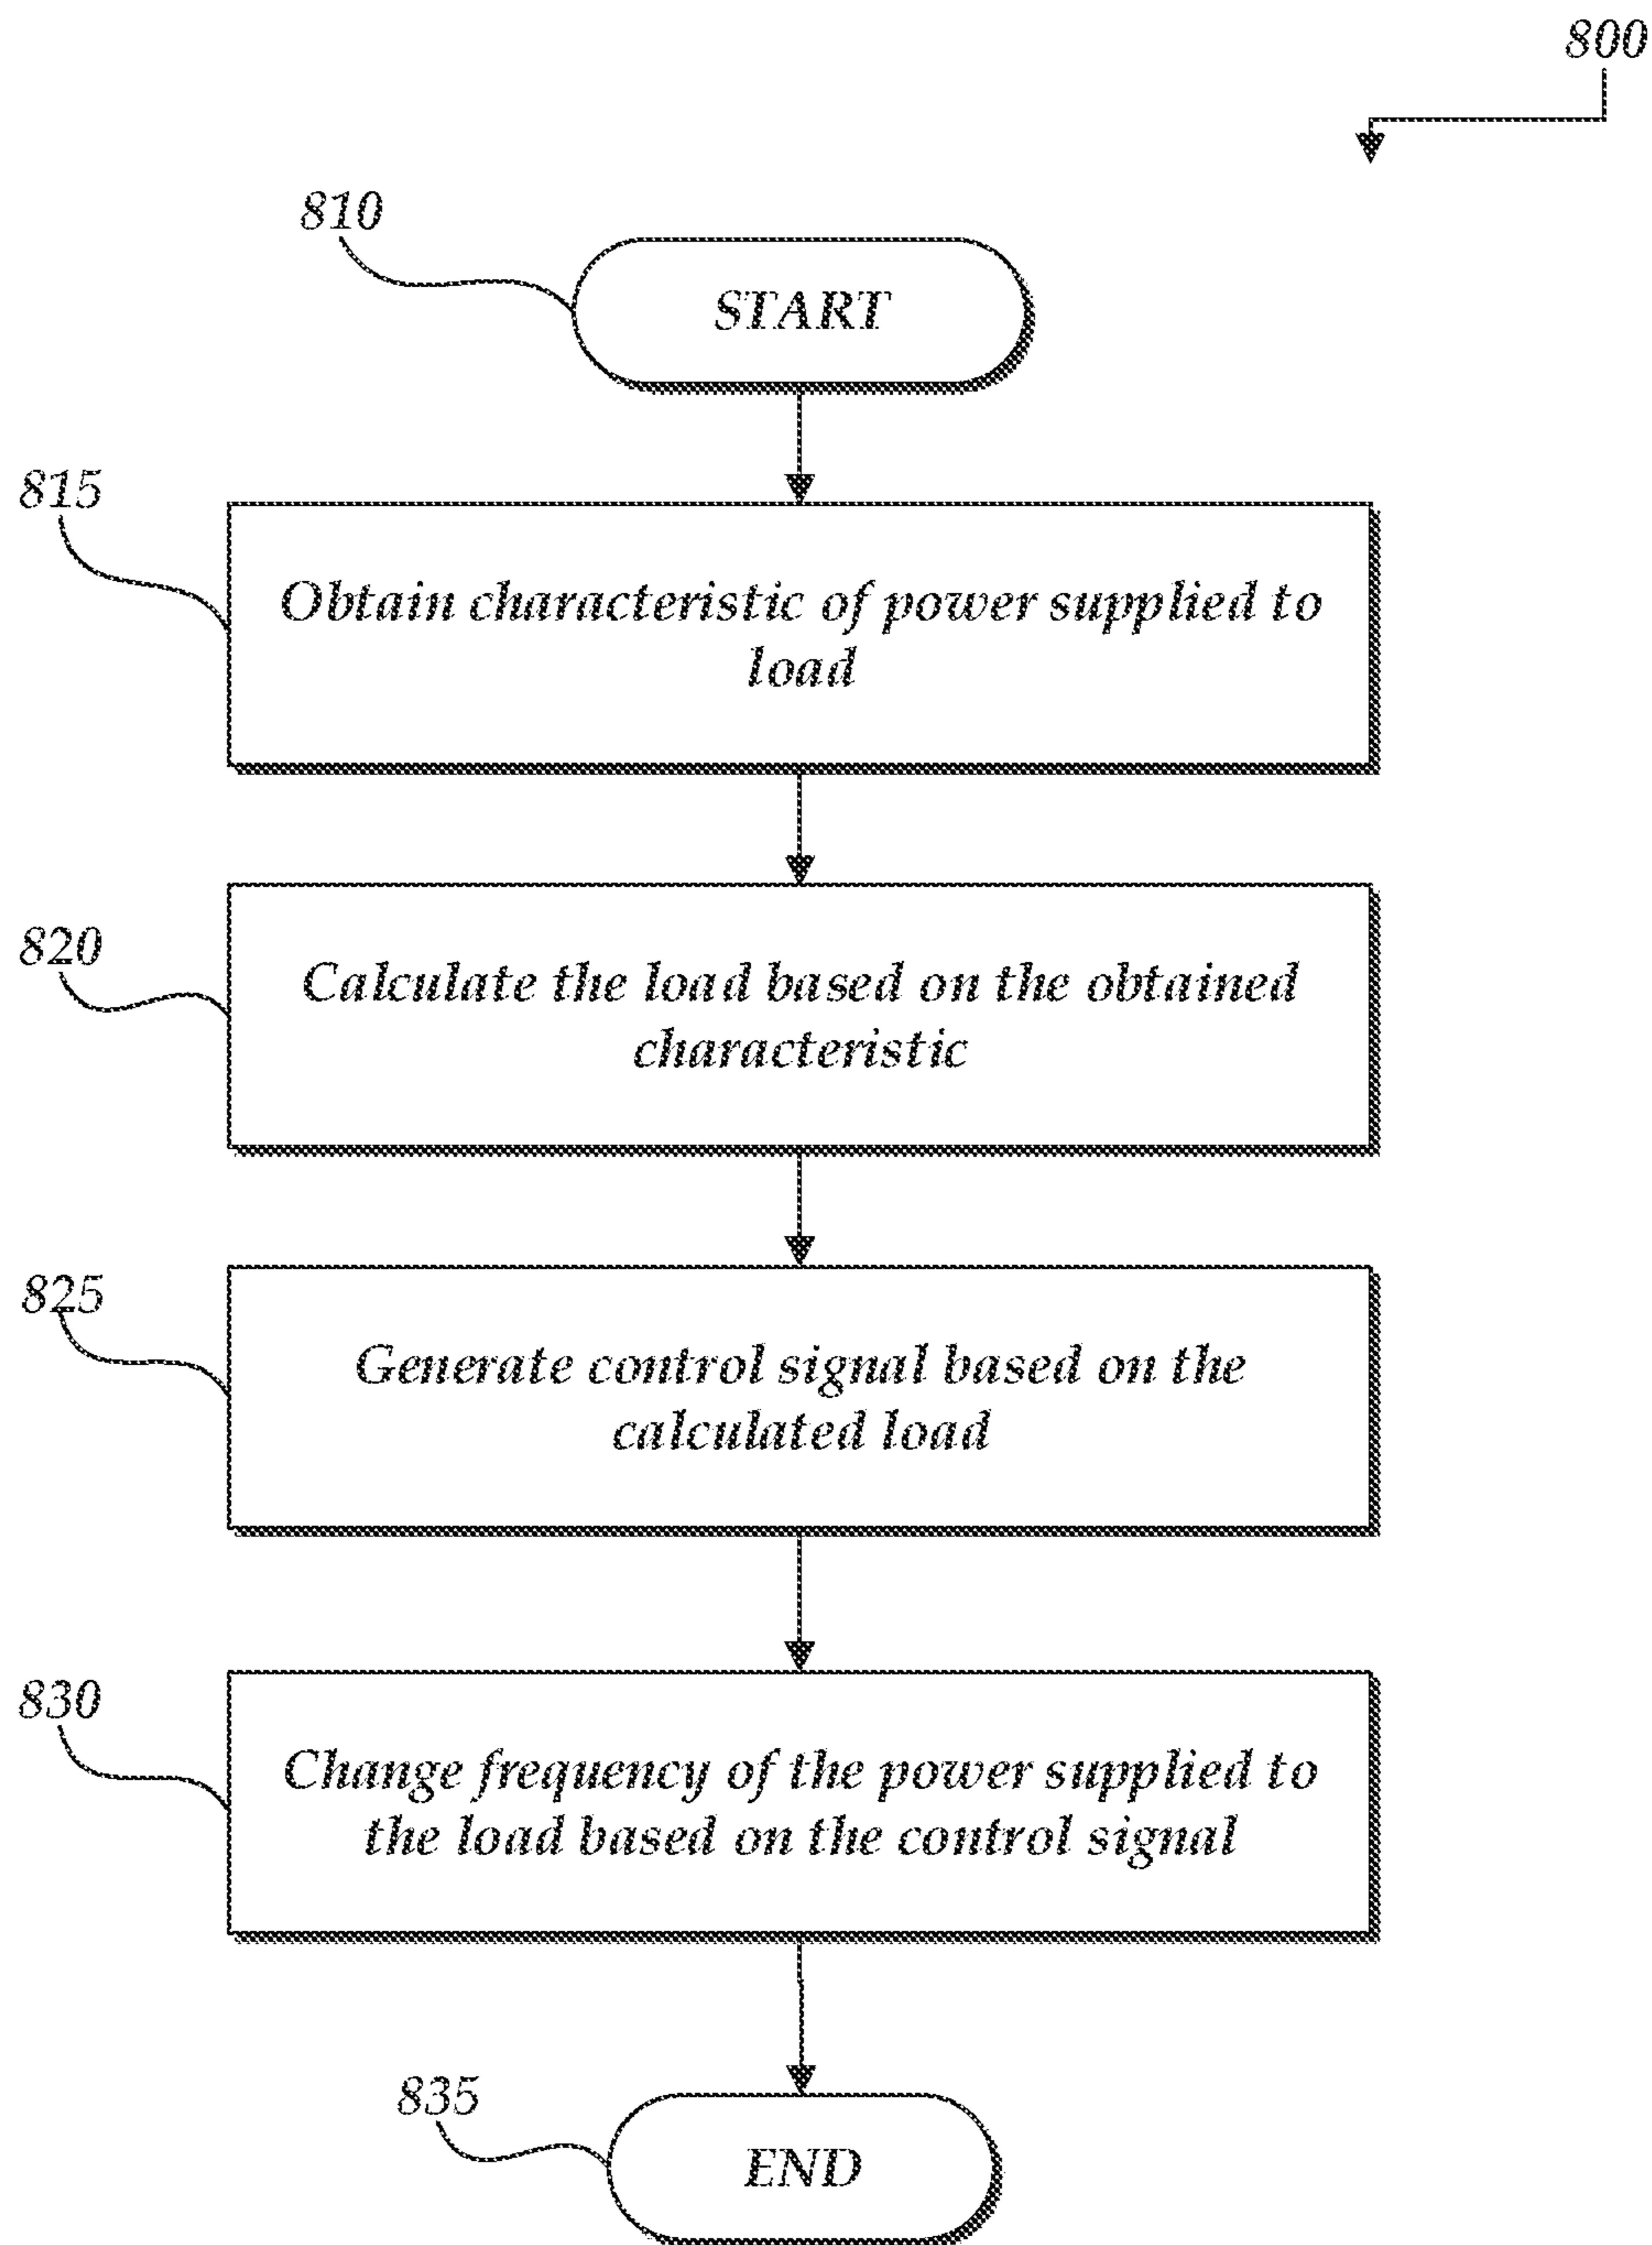 800
810
START
815
Obtain characteristic of power supplied to
load
820
Calculate the load based on the obtained
characteristic
825
Generate control signal based on the
calculated load
830
Change frequency of the power supplied to
the load based on the control signal
835
END